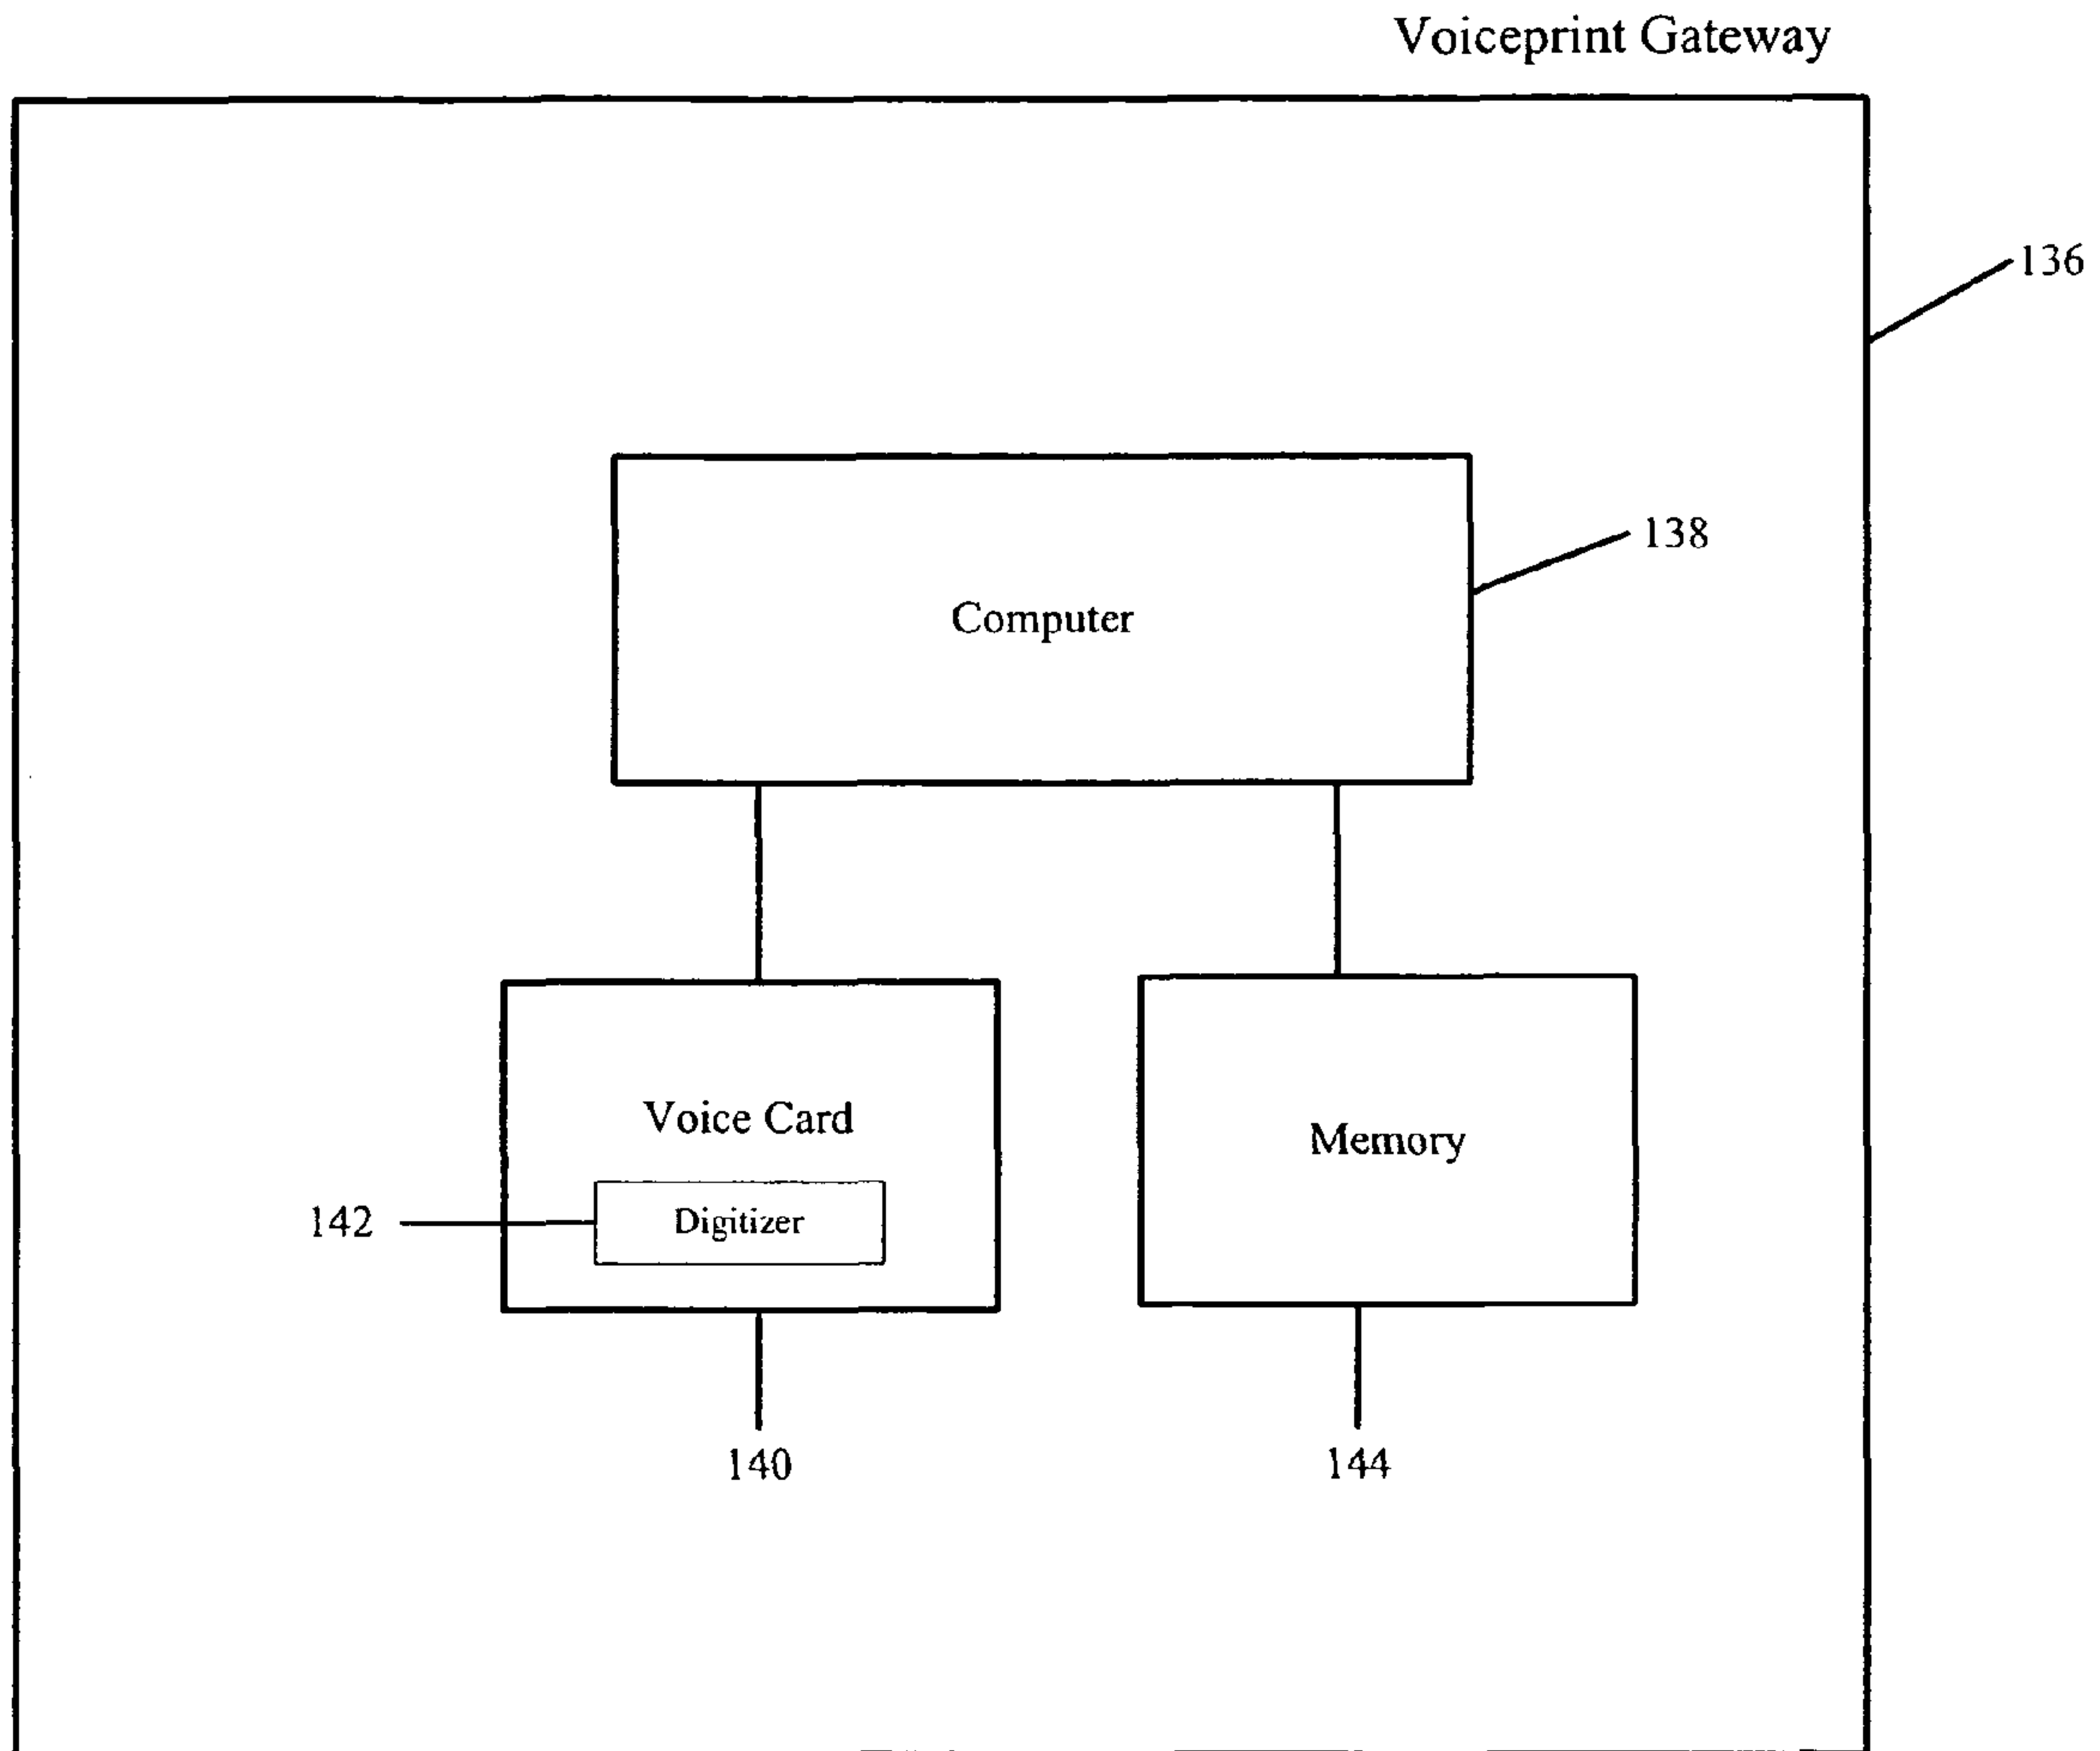 Voiceprint Gateway
136
138
Computer
Voice Card
Memory
142
Digitizer
140
144